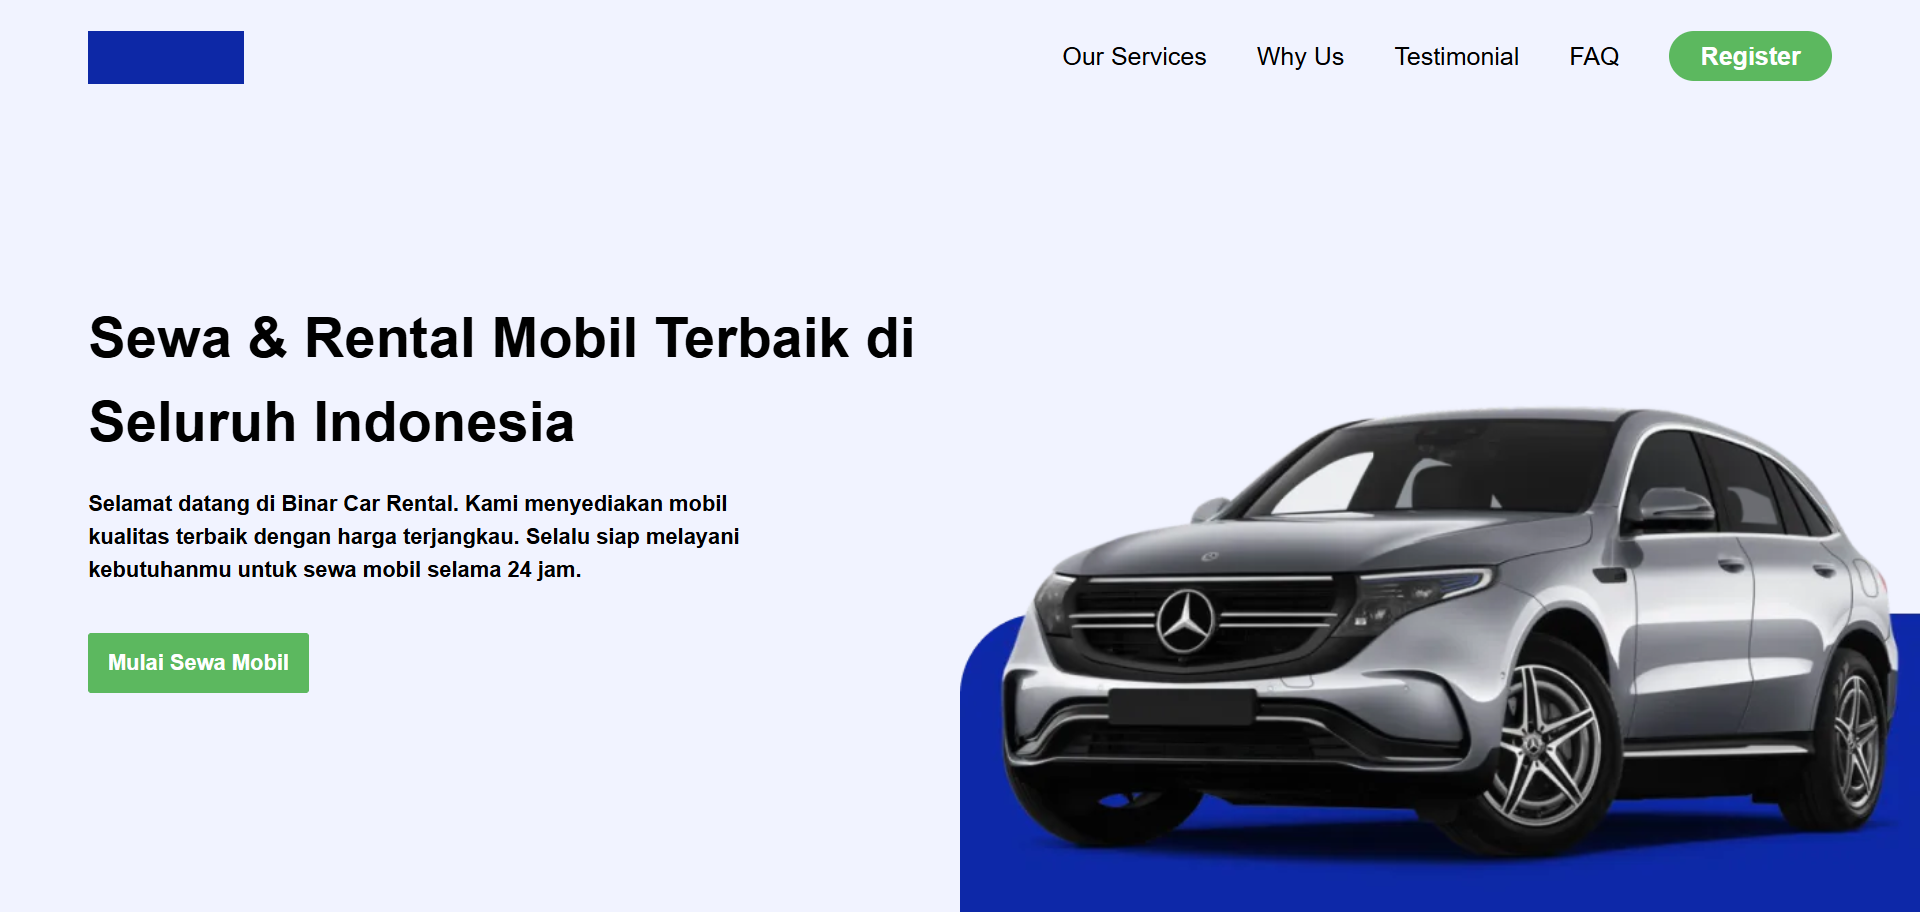 Our Services Why Us Testimonial FAQ Register
Sewa & Rental Mobil Terbaik di
Seluruh Indonesia
Selamat datang di Binar Car Rental. Kami menyediakan mobil
kualitas terbaik dengan harga terjangkau. Selalu siap melayani
kebutuhanmu untuk sewa mobil selama 24 jam.
Mulai Sewa Mobil